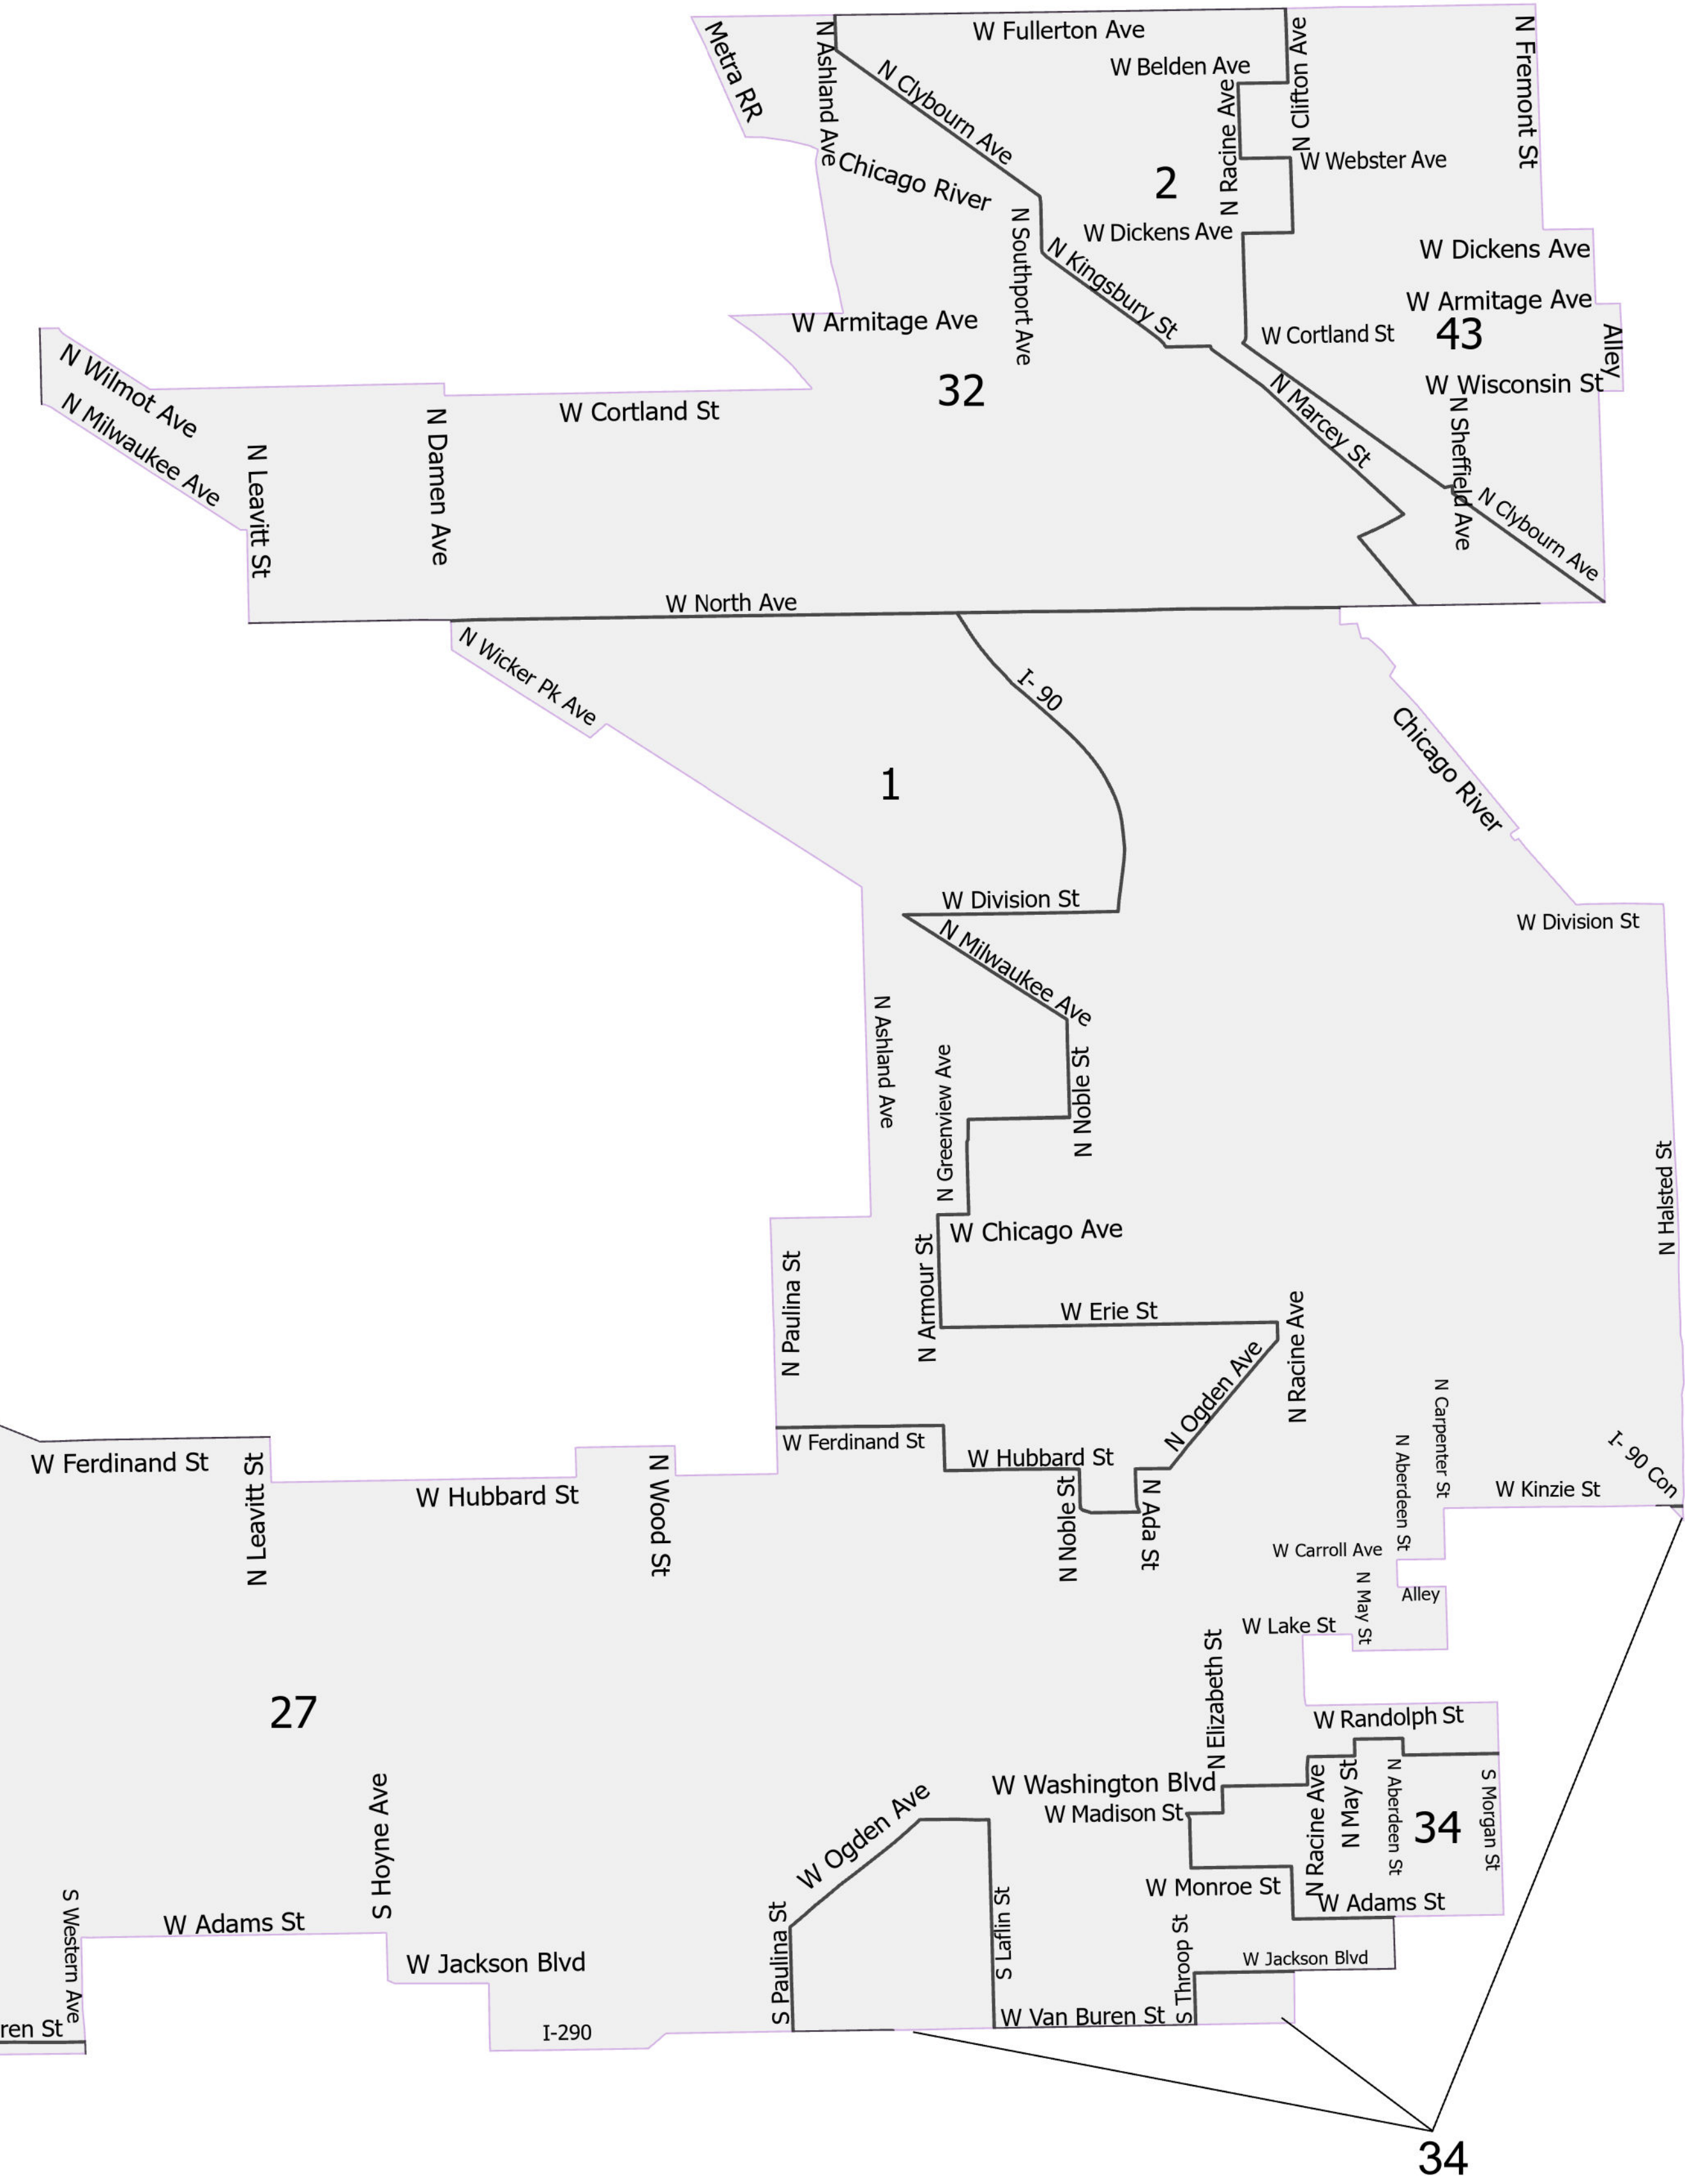 W Fullerton Ave
Metra RR
N Ashland Ave
N Clybourn Ave
W Belden Ave
N Clifton Ave
N Fremont St
N Racine Ave
Chicago River
2
W Webster Ave
N Southport Ave
W Dickens Ave
W Dickens Ave
N Kingsbury St
W Armitage Ave
W Armitage Ave
W Cortland St
43
Alley
N Wilmot Ave
32
W Wisconsin St
N Milwaukee Ave
W Cortland St
N Damen Ave
N Marcey St
N Sheffield Ave
N Leavitt St
N Clybourn Ave
W North Ave
N Wicker Pk Ave
I- 90
Chicago River
1
W Division St
W Division St
N Milwaukee Ave
N Ashland Ave
N Greenview Ave
N Noble St
N Halsted St
W Chicago Ave
N Paulina St
N Armour St
W Erie St
N Racine Ave
N Ogden Ave
N Carpenter St
W Ferdinand St
W Ferdinand St
N Aberdeen St
I- 90 Con
W Hubbard St
N Leavitt St
W Hubbard St
N Wood St
N Noble St
N Ada St
W Kinzie St
W Carroll Ave
N May St
Alley
W Lake St
N Elizabeth St
27
W Randolph St
W Washington Blvd
S Hoyne Ave
W Ogden Ave
W Madison St
N Racine Ave
N May St
N Aberdeen St
34
S Morgan St
W Monroe St
S Western Ave
W Adams St
W Adams St
S Paulina St
S Laflin St
S Throop St
W Jackson Blvd
W Jackson Blvd
ren St
I-290
W Van Buren St
34